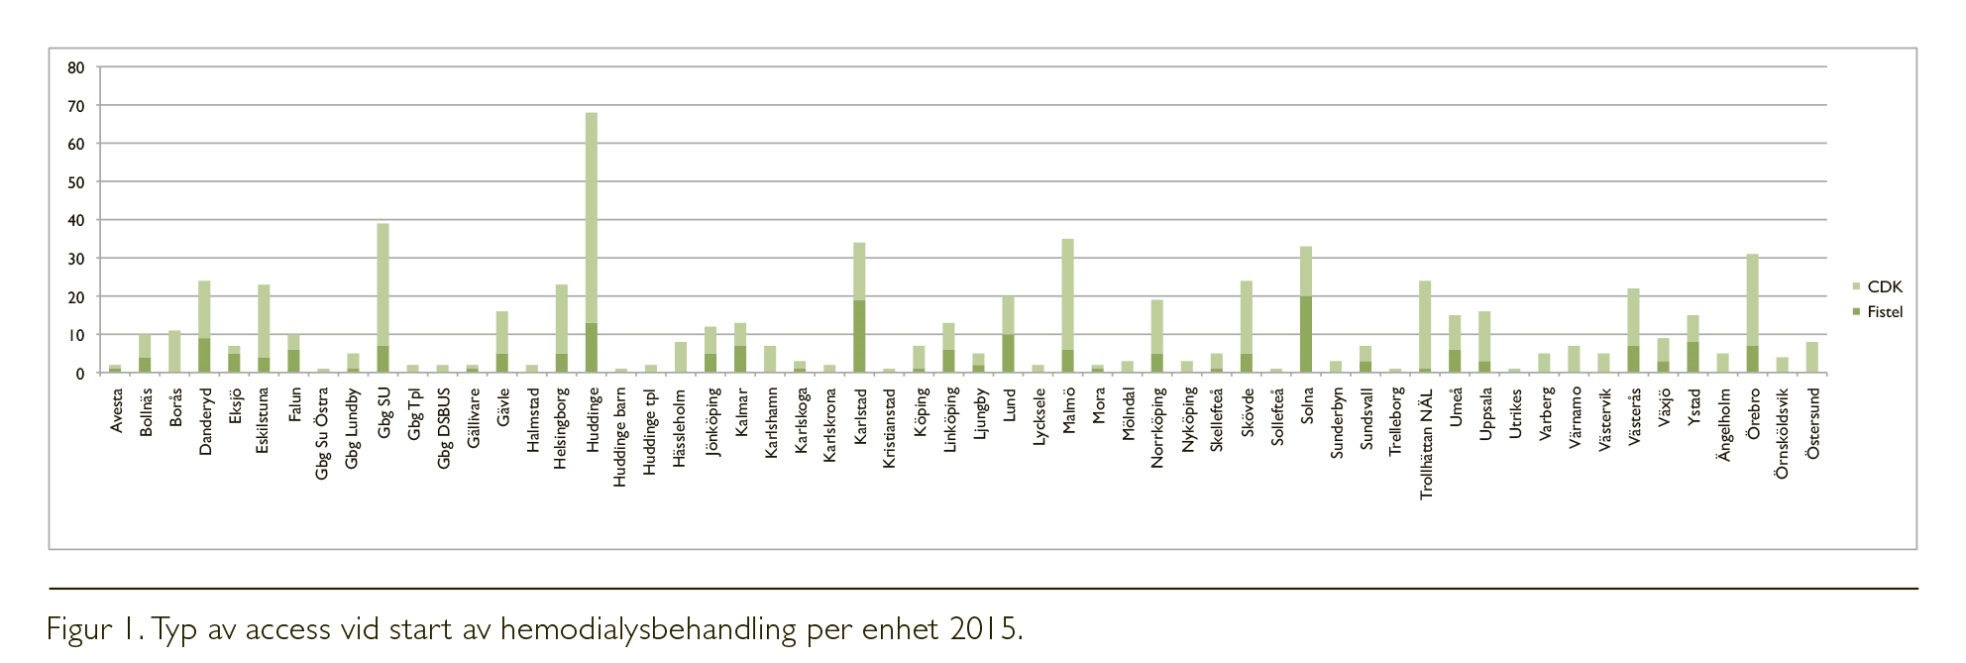 80
70
60
50
40
30
20
10
0
Avesta
Bollnäs
Borås
Danderyd
Eksjö
Eskilstuna
Falun
Gbg Su Östra
Gbg Lundby
Gbg SU
Gbg Tpl
Gbg DSBUS
Gällivare
Gävle
Halmstad
Helsingborg
Huddinge
Huddinge barn
Huddinge tpl
Hässleholm
Jönköping
Kalmar
Karlshamn
Karlskoga
Karlskrona
Karlstad
Kristianstad
Köping
Linköping
Ljungby
Lund
Lycksele
Malmö
Mora
Mölndal
Norrköping
Nyköping
Skellefteå
Skövde
Sollefteå
Solna
Sunderbyn
Sundsvall
Trelleborg
Trollhättan NÄL
Umeå
Uppsala
Utrikes
Varberg
Värnamo
Västervik
Västerås
Växjö
Ystad
Ängelholm
Örebro
Örnsköldsvik
Östersund
CDK
Fistel
Figur 1. Typ av access vid start av hemodialysbehandling per enhet 2015.